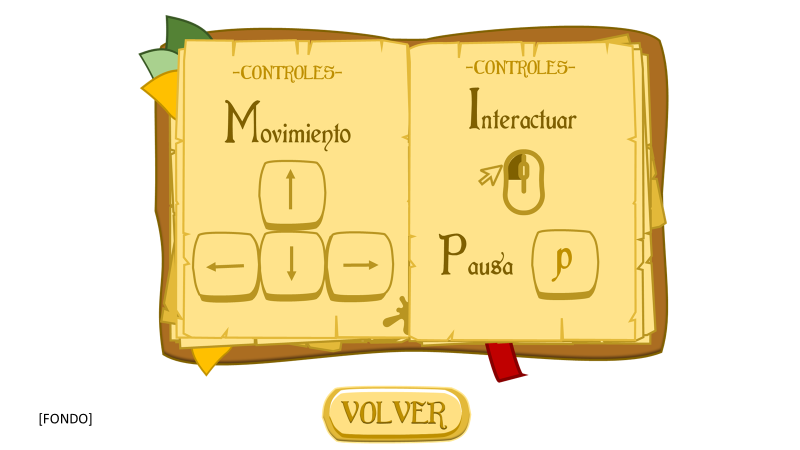 -CONTROLES-
Movimiento
-CONTROLES-
Interactuar
Pausa p
VOLVER
[FONDO]